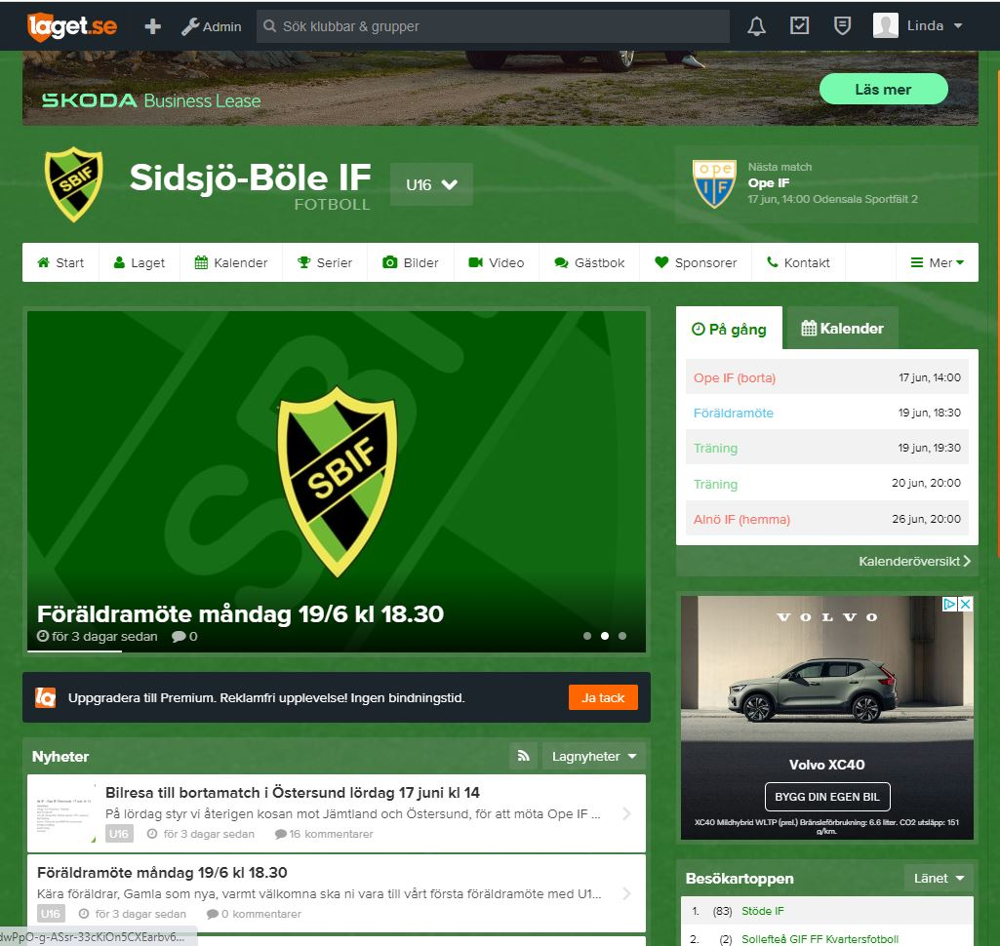 laget.se
Admin
Sök klubbar & grupper
Linda
SKODA Business Lease
Läs mer
SBIF
Sidsjö-Böle IF
FOTBOLL
U16
ope
IF
Nästa match
Ope IF
17 jun, 14:00 Odensala Sportfält 2
Start
Laget
Kalender
Serier
Bilder
Video
Gästbok
Sponsorer
Kontakt
Mer
SBIF
Föräldramöte måndag 19/6 kl 18.30
för 3 dagar sedan 0
På gång
Kalender
Ope IF (borta) 17 jun, 14:00
Föräldramöte 19 jun, 18:30
Träning 19 jun, 19:30
Träning 20 jun, 20:00
Alnö IF (hemma) 26 jun, 20:00
Kalenderöversikt
Uppgradera till Premium. Reklamfri upplevelse! Ingen bindningstid.
Ja tack
VOLVO
Volvo XC40
BYGG DIN EGEN BIL
XC40 Mildhybrid WLTP (prel.) Bränsleförbrukning: 6.6 liter. CO2 utsläpp: 151
g/km.
Nyheter
Lagnyheter
Bilresa till bortamatch i Östersund lördag 17 juni kl 14
På lördag styr vi återigen kosan mot Jämtland och Östersund, för att möta Ope IF ...
U16 för 3 dagar sedan 16 kommentarer
Föräldramöte måndag 19/6 kl 18.30
Kära föräldrar, Gamla som nya, varmt välkomna ska ni vara till vårt första föräldramöte med U1...
U16 för 3 dagar sedan 0 kommentarer
Besökartoppen
Länet
1. (83) Stöde IF
2. (2) Sollefteå GIF FF Kvartersfotboll